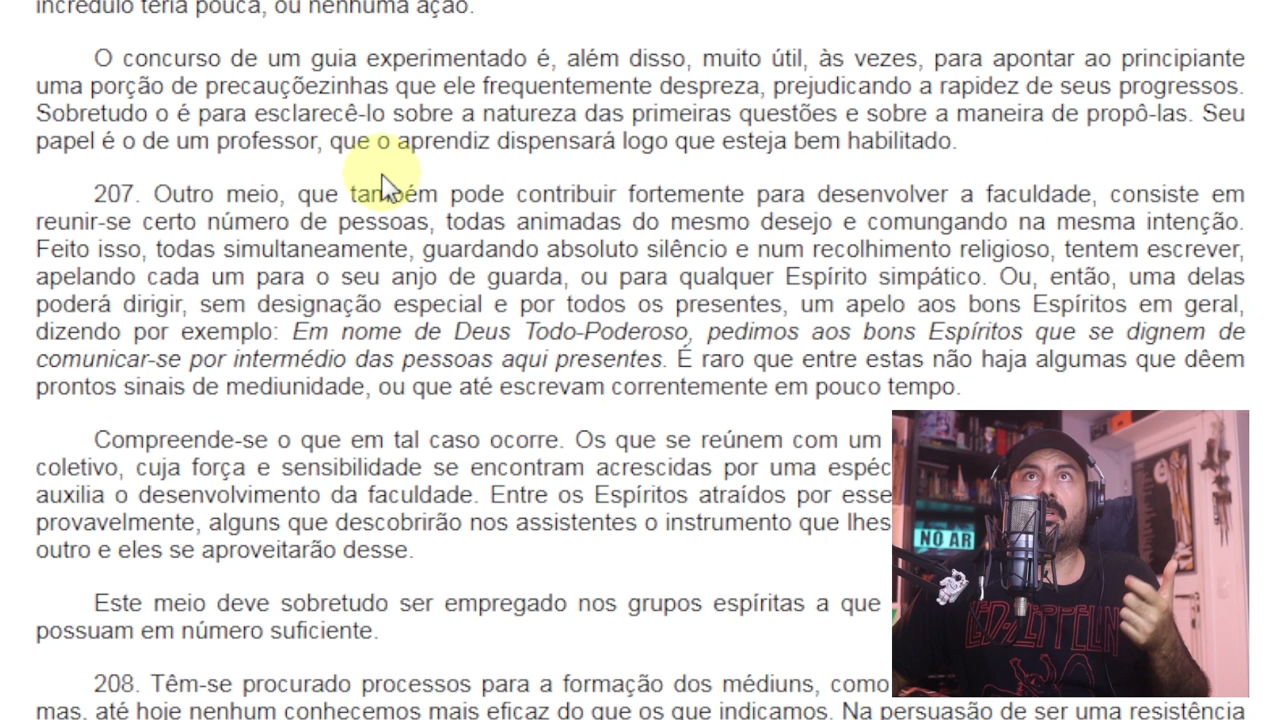 incrédulo teria pouca, ou nenhuma ação.
O concurso de um guia experimentado é, além disso, muito útil, às vezes, para apontar ao principiante
uma porção de precauçõezinhas que ele frequentemente despreza, prejudicando a rapidez de seus progressos.
Sobretudo o é para esclarecê-lo sobre a natureza das primeiras questões e sobre a maneira de propô-las. Seu
papel é o de um professor, que o aprendiz dispensará logo que esteja bem habilitado.
207. Outro meio, que também pode contribuir fortemente para desenvolver a faculdade, consiste em
reunir-se certo número de pessoas, todas animadas do mesmo desejo e comungando na mesma intenção.
Feito isso, todas simultaneamente, guardando absoluto silêncio e num recolhimento religioso, tentem escrever,
apelando cada um para o seu anjo de guarda, ou para qualquer Espírito simpático. Ou, então, uma delas
poderá dirigir, sem designação especial e por todos os presentes, um apelo aos bons Espíritos em geral,
dizendo por exemplo: Em nome de Deus Todo-Poderoso, pedimos aos bons Espíritos que se dignem de
comunicar-se por intermédio das pessoas aqui presentes. É raro que entre estas não haja algumas que dêem
prontos sinais de mediunidade, ou que até escrevam correntemente em pouco tempo.
Compreende-se o que em tal caso ocorre. Os que se reúnem com um
coletivo, cuja força e sensibilidade se encontram acrescidas por uma espéc
auxilia o desenvolvimento da faculdade. Entre os Espíritos atraídos por esse
provavelmente, alguns que descobrirão nos assistentes o instrumento que lhes
outro e eles se aproveitarão desse.
Este meio deve sobretudo ser empregado nos grupos espíritas a que
possuam em número suficiente.
208. Têm-se procurado processos para a formação dos médiuns, como
mas, até hoje nenhum conhecemos mais eficaz do que os que indicamos. Na persuasão de ser uma resistência
NO AR
LED-ZEPPELIN